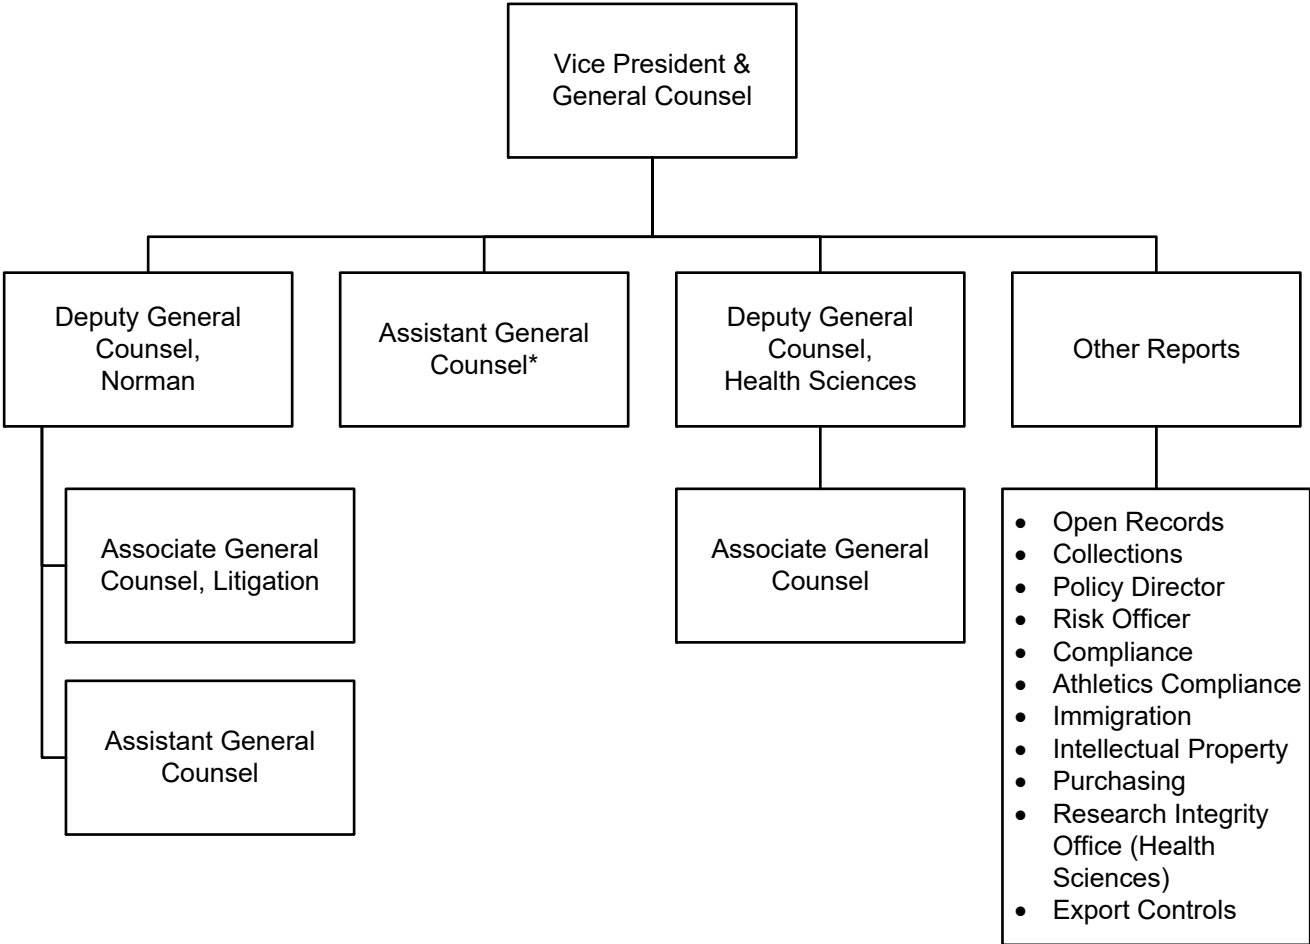 Vice President &
General Counsel
Deputy General
Counsel,
Norman
Assistant General
Counsel*
Deputy General
Counsel,
Health Sciences
Other Reports
Associate General
Counsel, Litigation
Assistant General
Counsel
Associate General
Counsel
• Open Records
• Collections
• Policy Director
• Risk Officer
• Compliance
• Athletics Compliance
• Immigration
• Intellectual Property
• Purchasing
• Research Integrity
Office (Health
Sciences)
• Export Controls